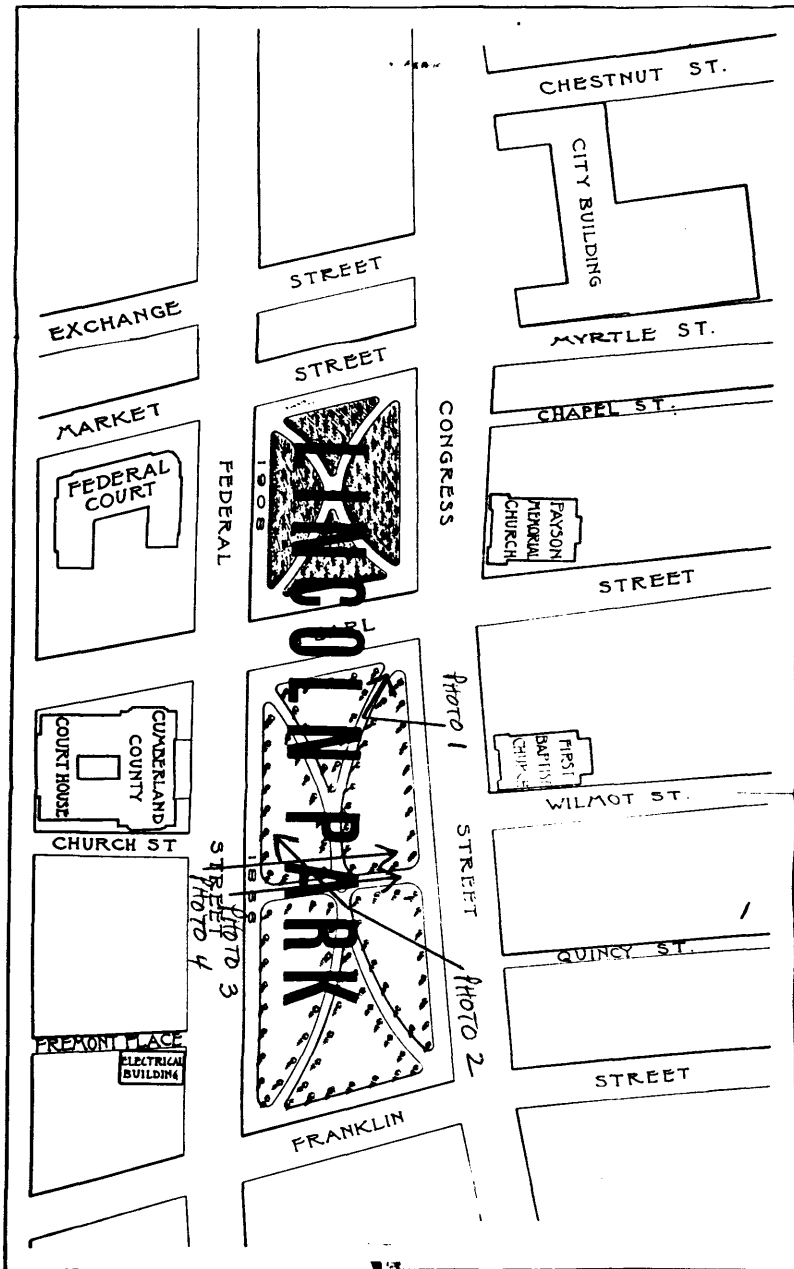 CHESTNUT ST.
CITY BUILDING
STREET
EXCHANGE
MYRTLE ST.
STREET
MARKET
CHAPEL ST.
CONGRESS
FEDERAL
COURT
FEDERAL
1908
PAYSON
MEMORIAL
CHURCH
STREET
LINCOLN PARK
PHOTO 1
FIRST
BAPTIST
CHURCH
CUMBERLAND
COUNTY
COURT HOUSE
WILMOT ST.
CHURCH ST
STREET
STREET
1866
PHOTO 3
PHOTO 4
PHOTO 2
QUINCY ST.
FREMONT PLACE
ELECTRICAL
BUILDING
STREET
FRANKLIN